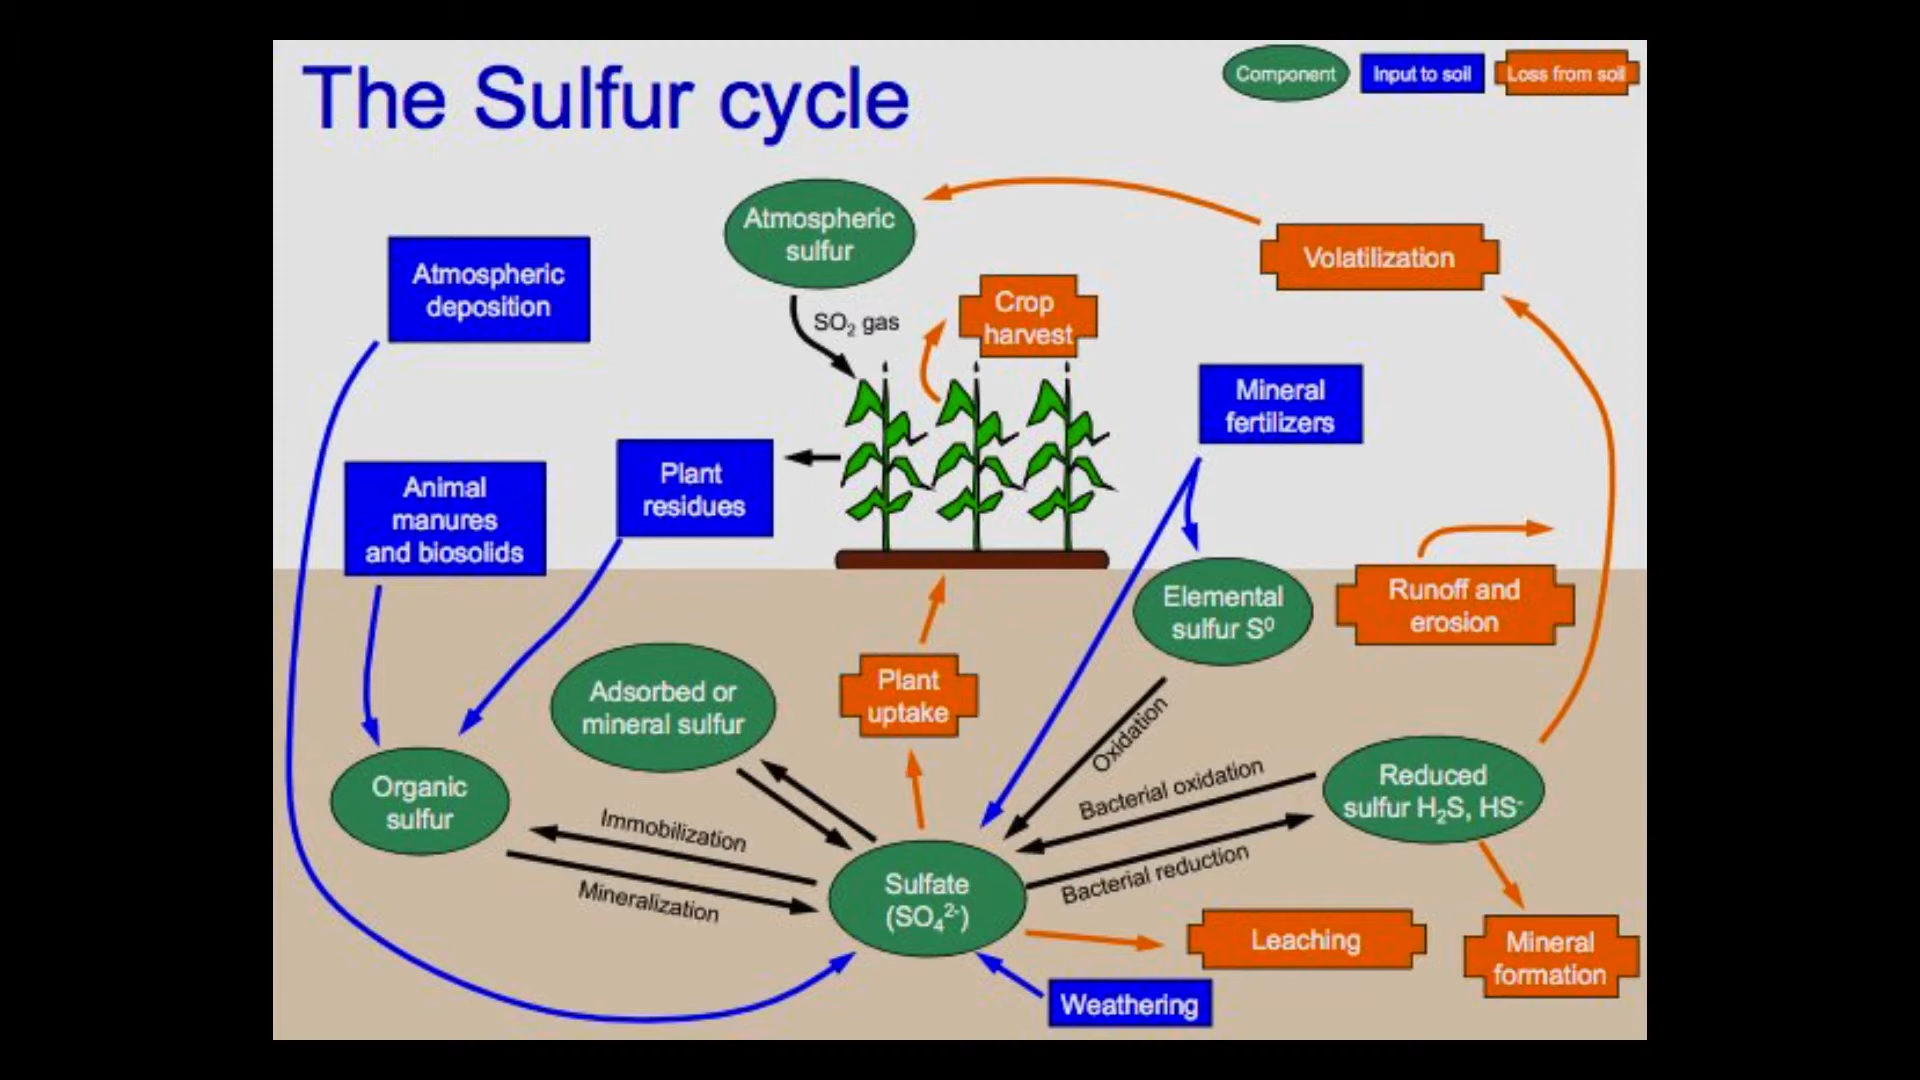 The Sulfur cycle
Component
Input to soil
Loss from soil
Atmospheric
sulfur
Volatilization
Atmospheric
deposition
SO₂ gas
Crop
harvest
Mineral
fertilizers
Animal
manures
and biosolids
Plant
residues
Elemental
sulfur S⁰
Runoff and
erosion
Adsorbed or
mineral sulfur
Plant
uptake
Oxidation
Organic
sulfur
Immobilization
Mineralization
Bacterial oxidation
Bacterial reduction
Reduced
sulfur H₂S, HS⁻
Sulfate
(SO₄²⁻)
Leaching
Mineral
formation
Weathering